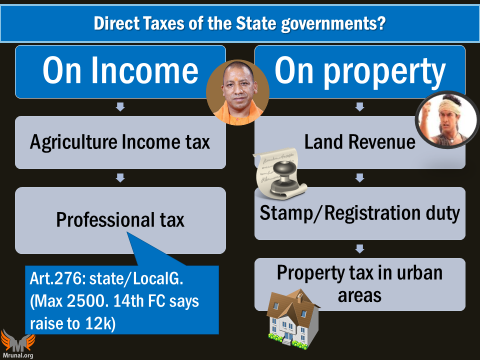 Direct Taxes of the State governments?
On Income
Agriculture Income tax
Professional tax
Art.276: state/LocalG.
(Max 2500. 14th FC says
raise to 12k)
On property
Land Revenue
Stamp/Registration duty
Property tax in urban
areas
Mrunal.org